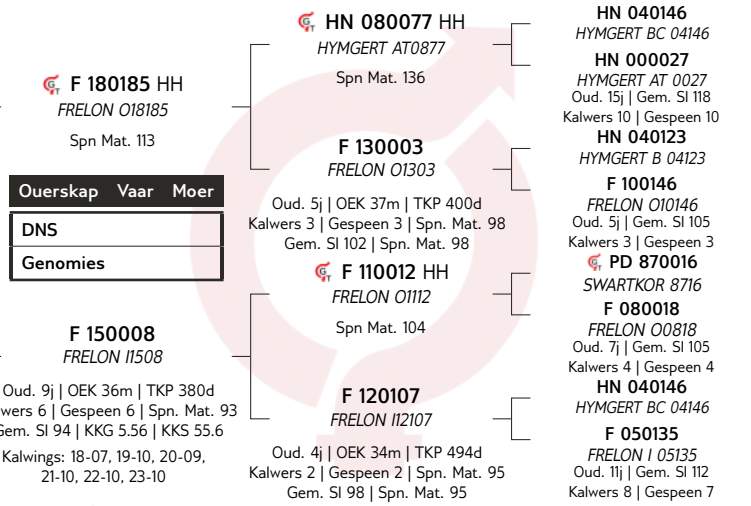 F 180185 HH
FRELON O18185
Spn Mat. 113
Ouerskap Vaar Moer
DNS
Genomies
F 150008
FRELON I1508
Oud. 9j | OEK 36m | TKP 380d
wers 6 | Gespeen 6 | Spn. Mat. 93
Gem. SI 94 | KKG 5.56 | KKS 55.6
Kalwings: 18-07, 19-10, 20-09,
21-10, 22-10, 23-10
HN 080077 HH
HYMGERT AT0877
Spn Mat. 136
F 130003
FRELON O1303
Oud. 5j | OEK 37m | TKP 400d
Kalwers 3 | Gespeen 3 | Spn. Mat. 98
Gem. SI 102 | Spn. Mat. 98
F 110012 HH
FRELON O1112
Spn Mat. 104
F 120107
FRELON I12107
Oud. 4j | OEK 34m | TKP 494d
Kalwers 2 | Gespeen 2 | Spn. Mat. 95
Gem. SI 98 | Spn. Mat. 95
HN 040146
HYMGERT BC 04146
HN 000027
HYMGERT AT 0027
Oud. 15j | Gem. SI 118
Kalwers 10 | Gespeen 10
HN 040123
HYMGERT B 04123
F 100146
FRELON O10146
Oud. 5j | Gem. SI 105
Kalwers 3 | Gespeen 3
PD 870016
SWARTKOR 8716
F 080018
FRELON O0818
Oud. 7j | Gem. SI 105
Kalwers 4 | Gespeen 4
HN 040146
HYMGERT BC 04146
F 050135
FRELON I 05135
Oud. 11j | Gem. SI 112
Kalwers 8 | Gespeen 7